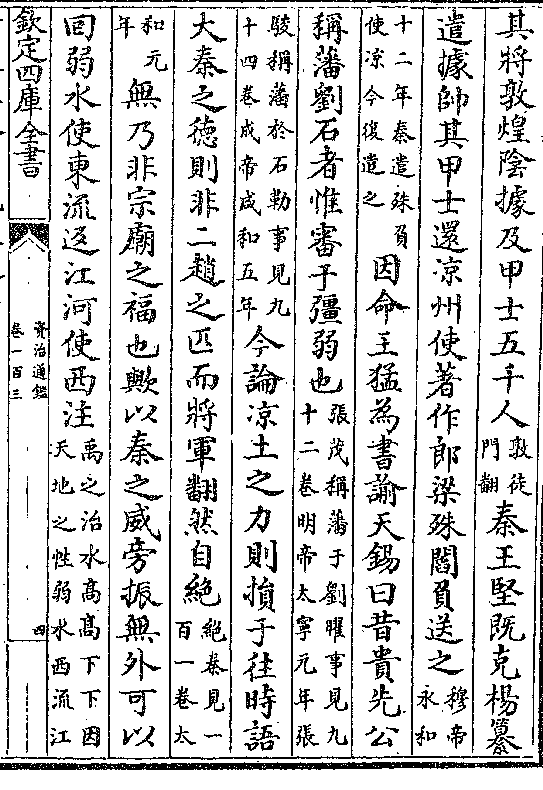 其將敦煌陰據及甲士五千人敦徒門翻秦王堅既克楊纂
遣據帥其甲士還凉州使著作郎梁殊閻負送之穆帝永和
十二年秦遣殊負使凉今復遣之因命王猛為書諭天錫曰昔貴先公
稱藩劉石者惟審于彊弱也張茂稱藩于劉曜事見九十二卷明帝太寧元年張
駿稱藩於石勒事見九十四卷成帝咸和五年今論凉土之力則損于往時語
大秦之德則非二趙之匹而將軍翻然自絶絶秦見一百一卷太
和元年無乃非宗廟之福也歟以秦之威旁振無外可以
回弱水使東流返江河使西注禹之治水高高下下因天地之性弱水西流江
欽定四庫全書
資治通鑑
卷一百三
四